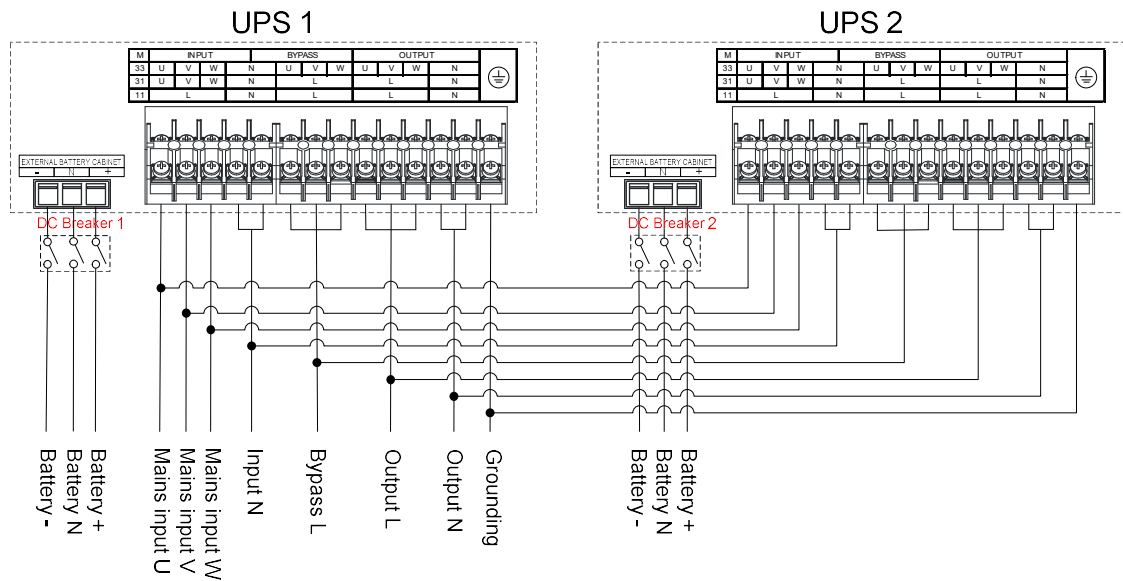 UPS 1
UPS 2
M INPUT BYPASS OUTPUT
33 U V W N U V W U V W N
31 U V W N L L N
11 L N L L N
M INPUT BYPASS OUTPUT
33 U V W N U V W U V W N
31 U V W N L L N
11 L N L L N
EXTERNAL BATTERY CABINET
- N +
DC Breaker 1
EXTERNAL BATTERY CABINET
- N +
DC Breaker 2
Battery -
Battery N
Battery +
Mains input U
Mains input V
Mains input W
Input N
Bypass L
Output L
Output N
Grounding
Battery -
Battery N
Battery +